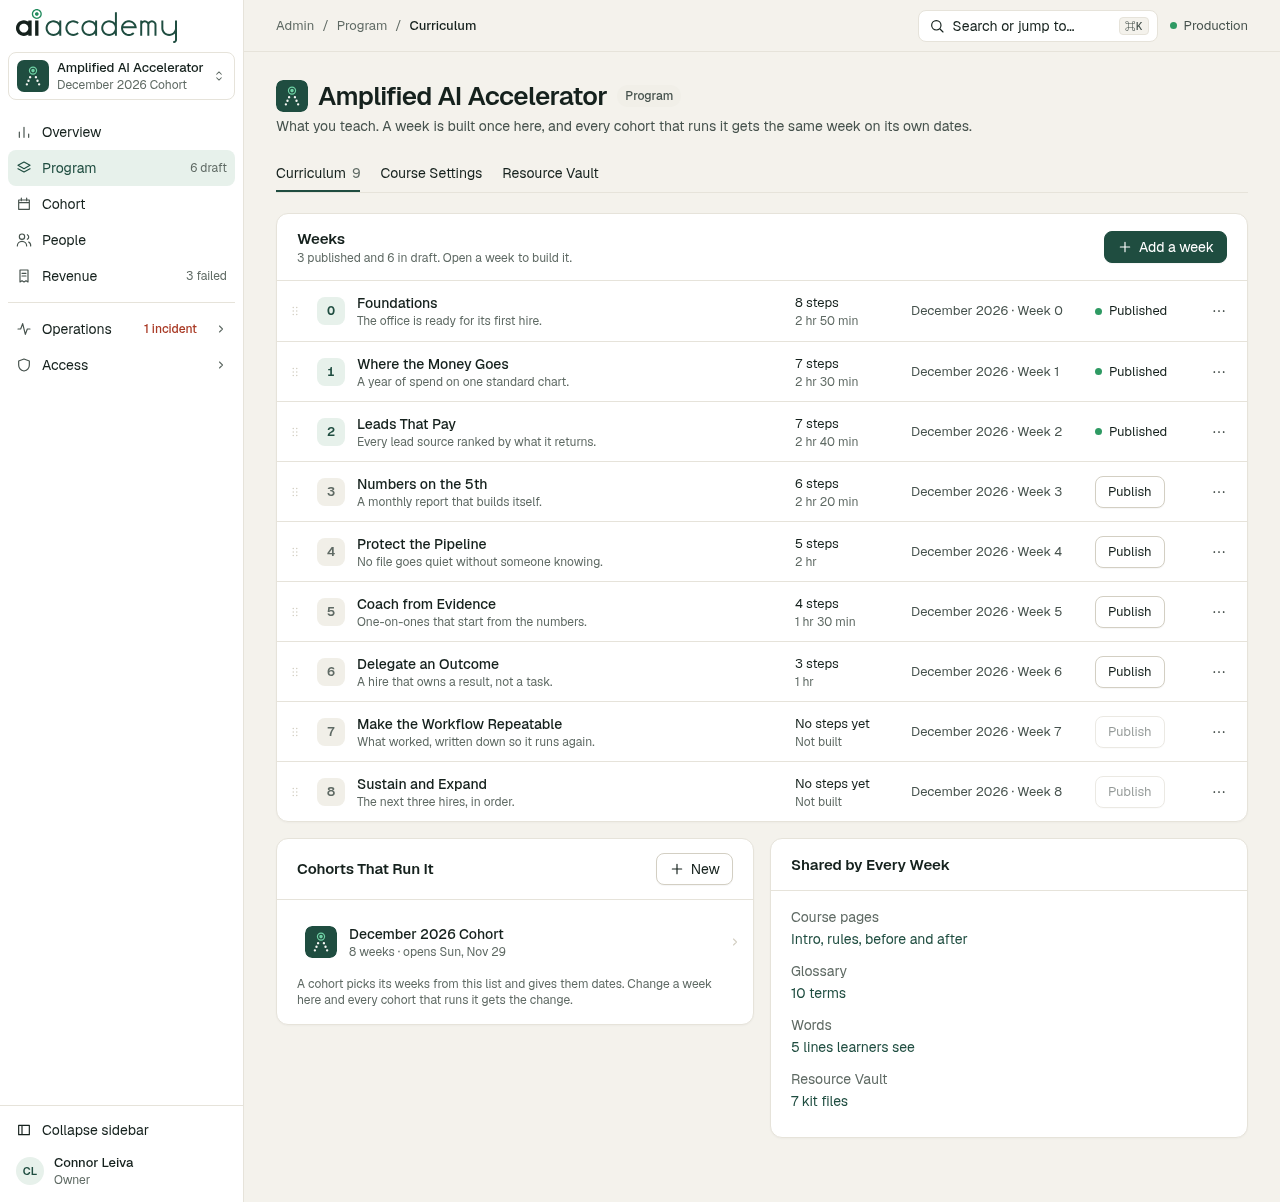 ai academy
Amplified AI Accelerator
December 2026 Cohort
Overview
Program 6 draft
Cohort
People
Revenue 3 failed
Operations 1 incident
Access
Collapse sidebar
CL
Connor Leiva
Owner
Admin / Program / Curriculum
Search or jump to... ⌘K
Production
Amplified AI Accelerator Program
What you teach. A week is built once here, and every cohort that runs it gets the same week on its own dates.
Curriculum 9 Course Settings Resource Vault
Weeks
3 published and 6 in draft. Open a week to build it.
+ Add a week
0 Foundations 8 steps December 2026 · Week 0 Published
The office is ready for its first hire. 2 hr 50 min
1 Where the Money Goes 7 steps December 2026 · Week 1 Published
A year of spend on one standard chart. 2 hr 30 min
2 Leads That Pay 7 steps December 2026 · Week 2 Published
Every lead source ranked by what it returns. 2 hr 40 min
3 Numbers on the 5th 6 steps December 2026 · Week 3 Publish
A monthly report that builds itself. 2 hr 20 min
4 Protect the Pipeline 5 steps December 2026 · Week 4 Publish
No file goes quiet without someone knowing. 2 hr
5 Coach from Evidence 4 steps December 2026 · Week 5 Publish
One-on-ones that start from the numbers. 1 hr 30 min
6 Delegate an Outcome 3 steps December 2026 · Week 6 Publish
A hire that owns a result, not a task. 1 hr
7 Make the Workflow Repeatable No steps yet December 2026 · Week 7 Publish
What worked, written down so it runs again. Not built
8 Sustain and Expand No steps yet December 2026 · Week 8 Publish
The next three hires, in order. Not built
Cohorts That Run It + New
December 2026 Cohort
8 weeks · opens Sun, Nov 29
A cohort picks its weeks from this list and gives them dates. Change a week
here and every cohort that runs it gets the change.
Shared by Every Week
Course pages
Intro, rules, before and after
Glossary
10 terms
Words
5 lines learners see
Resource Vault
7 kit files